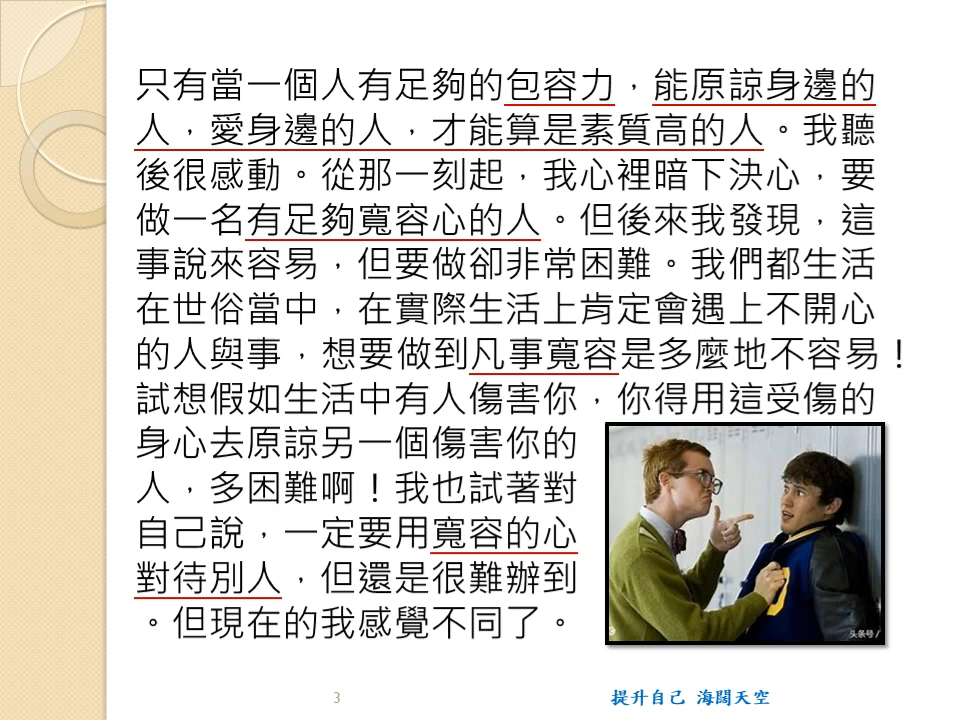 只有當一個人有足夠的包容力，能原諒身邊的
人，愛身邊的人，才能算是素質高的人。我聽
後很感動。從那一刻起，我心裡暗下決心，要
做一名有足夠寬容心的人。但後來我發現，這
事說來容易，但要做卻非常困難。我們都生活
在世俗當中，在實際生活上肯定會遇上不開心
的人與事，想要做到凡事寬容是多麼地不容易！
試想假如生活中有人傷害你，你得用這受傷的
身心去原諒另一個傷害你的
人，多困難啊！我也試著對
自己說，一定要用寬容的心
對待別人，但還是很難辦到
。但現在的我感覺不同了。
头条号/
3
提升自己 海闊天空